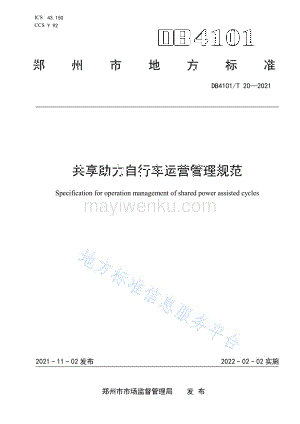 ICS 43.150
CCS Y 92
DB4101
郑州市地方标准
DB4101/T 20—2021
共享助力自行车运营管理规范
Specification for operation management of shared power assisted cycles
mayiwenku.com
地方标准信息服务平台
2021-11-02 发布
2022-02-02 实施
郑州市市场监督管理局 发布